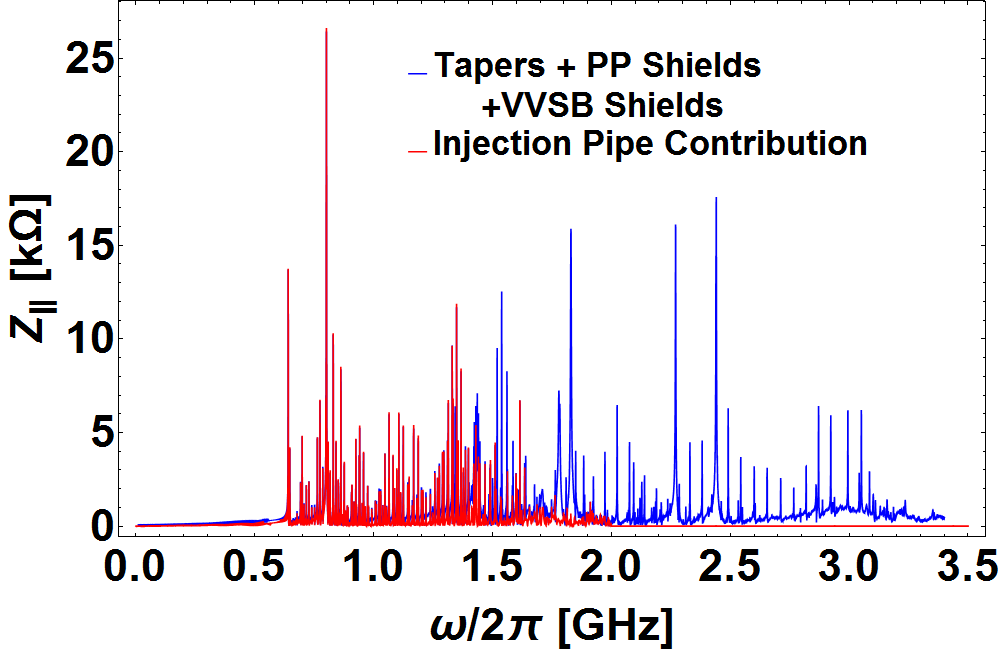 Tapers + PP Shields
+VVSB Shields
Injection Pipe Contribution
Z∥ [kΩ]
25
20
15
10
5
0
0.0 0.5 1.0 1.5 2.0 2.5 3.0 3.5
ω/2π [GHz]